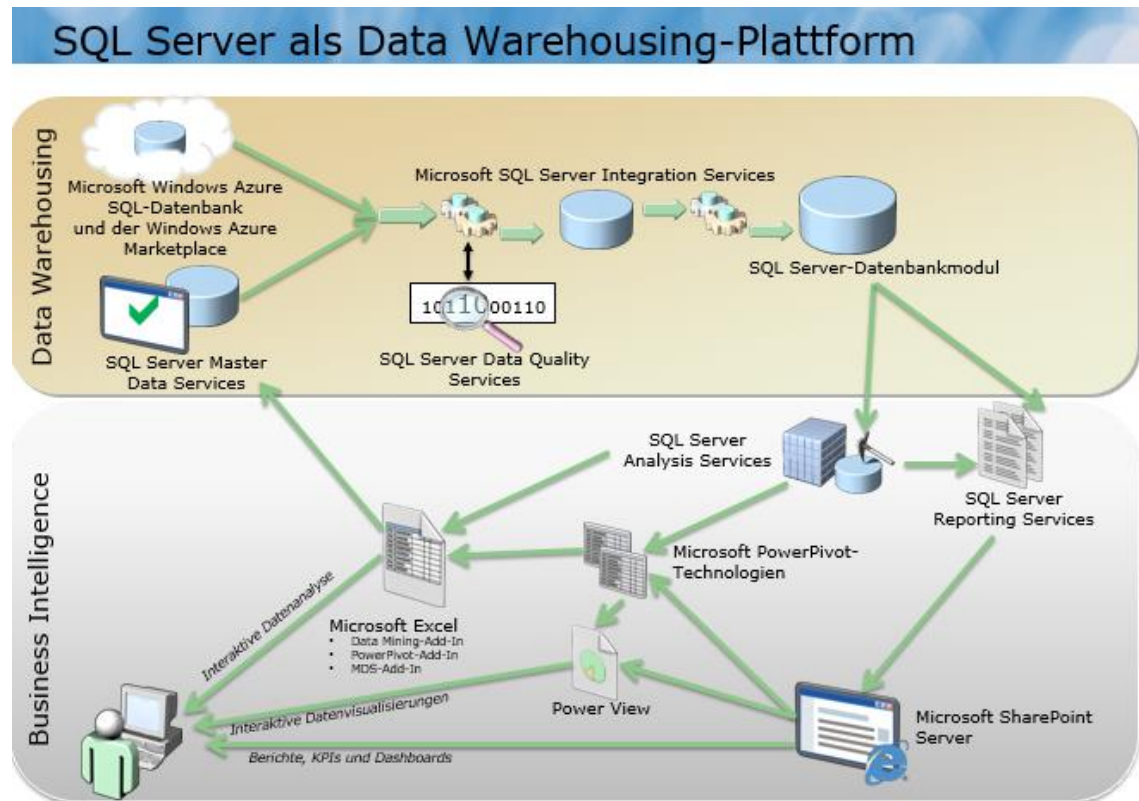 SQL Server als Data Warehousing-Plattform
Data Warehousing
Microsoft Windows Azure
SQL-Datenbank
und der Windows Azure
Marketplace
SQL Server Master
Data Services
Microsoft SQL Server Integration Services
101100110
SQL Server Data Quality
Services
SQL Server-Datenbankmodul
Business Intelligence
SQL Server
Analysis Services
SQL Server
Reporting Services
Microsoft PowerPivot-
Technologien
Microsoft Excel
• Data Mining-Add-In
• PowerPivot-Add-In
• MDS-Add-In
Power View
Microsoft SharePoint
Server
Interaktive Datenanalyse
Interaktive Datenvisualisierungen
Berichte, KPIs und Dashboards